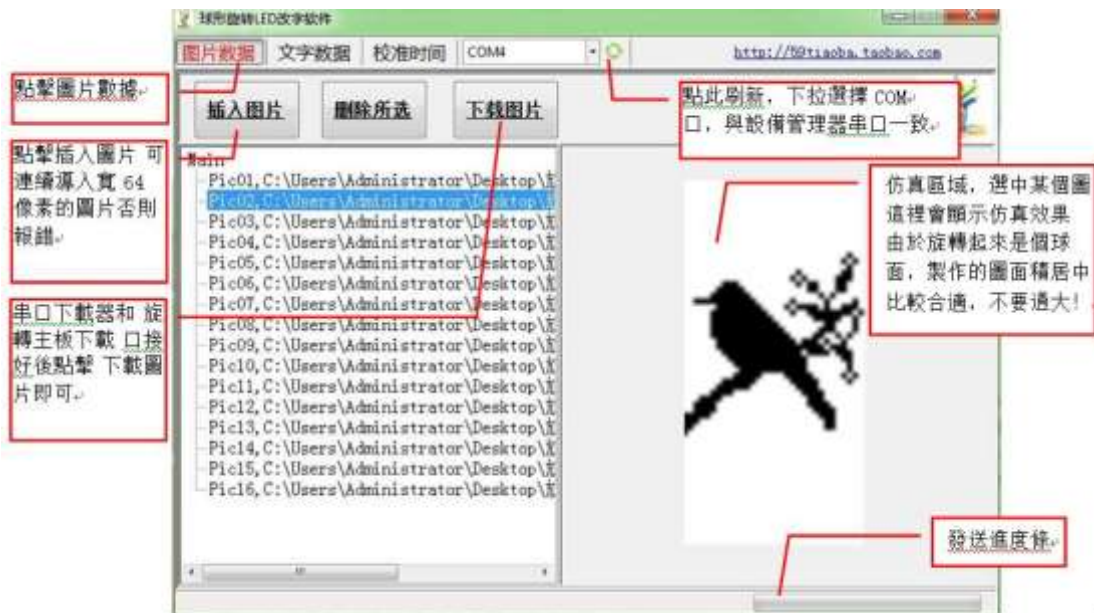 球形旋转LED改字软件
图片数据 文字数据 校准时间 COM4 http://59tiaoba.taobao.com
插入图片 删除所选 下载图片
點擊圖片數據
點擊插入圖片 可
連續導入寬 64
像素的圖片否則
報錯
串口下載器和 旋
轉主板下載 口接
好後點擊 下載圖
片即可
點此刷新，下拉選擇 COM
口，與設備管理器串口一致
Main
Pic01,C:\Users\Administrator\Desktop\
Pic02,C:\Users\Administrator\Desktop\
Pic03,C:\Users\Administrator\Desktop\
Pic04,C:\Users\Administrator\Desktop\
Pic05,C:\Users\Administrator\Desktop\
Pic06,C:\Users\Administrator\Desktop\
Pic07,C:\Users\Administrator\Desktop\
Pic08,C:\Users\Administrator\Desktop\
Pic09,C:\Users\Administrator\Desktop\
Pic10,C:\Users\Administrator\Desktop\
Pic11,C:\Users\Administrator\Desktop\
Pic12,C:\Users\Administrator\Desktop\
Pic13,C:\Users\Administrator\Desktop\
Pic14,C:\Users\Administrator\Desktop\
Pic15,C:\Users\Administrator\Desktop\
Pic16,C:\Users\Administrator\Desktop\
仿真區域，選中某個圖
這裡會顯示仿真效果
由於旋轉起來是個球
面，製作的圖面積居中
比較合適，不要過大！
發送進度條